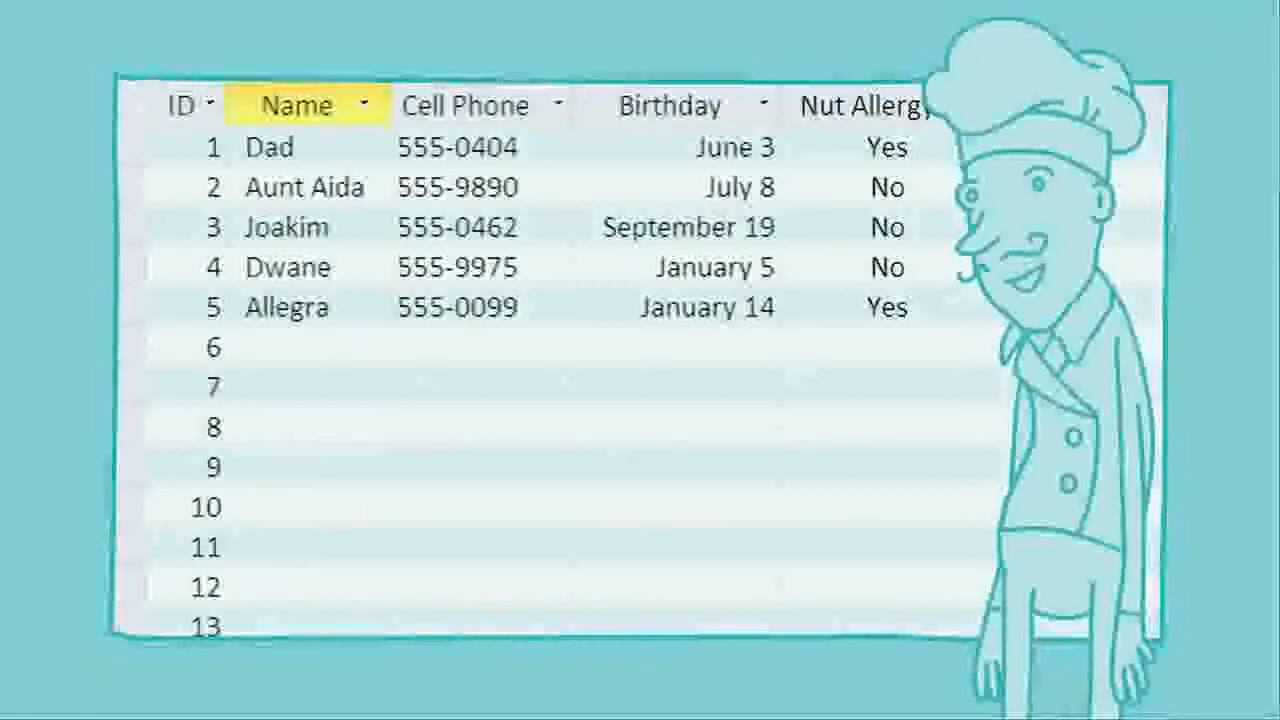 ID Name Cell Phone Birthday Nut Allergy
1 Dad 555-0404 June 3 Yes
2 Aunt Aida 555-9890 July 8 No
3 Joakim 555-0462 September 19 No
4 Dwane 555-9975 January 5 No
5 Allegra 555-0099 January 14 Yes
6
7
8
9
10
11
12
13